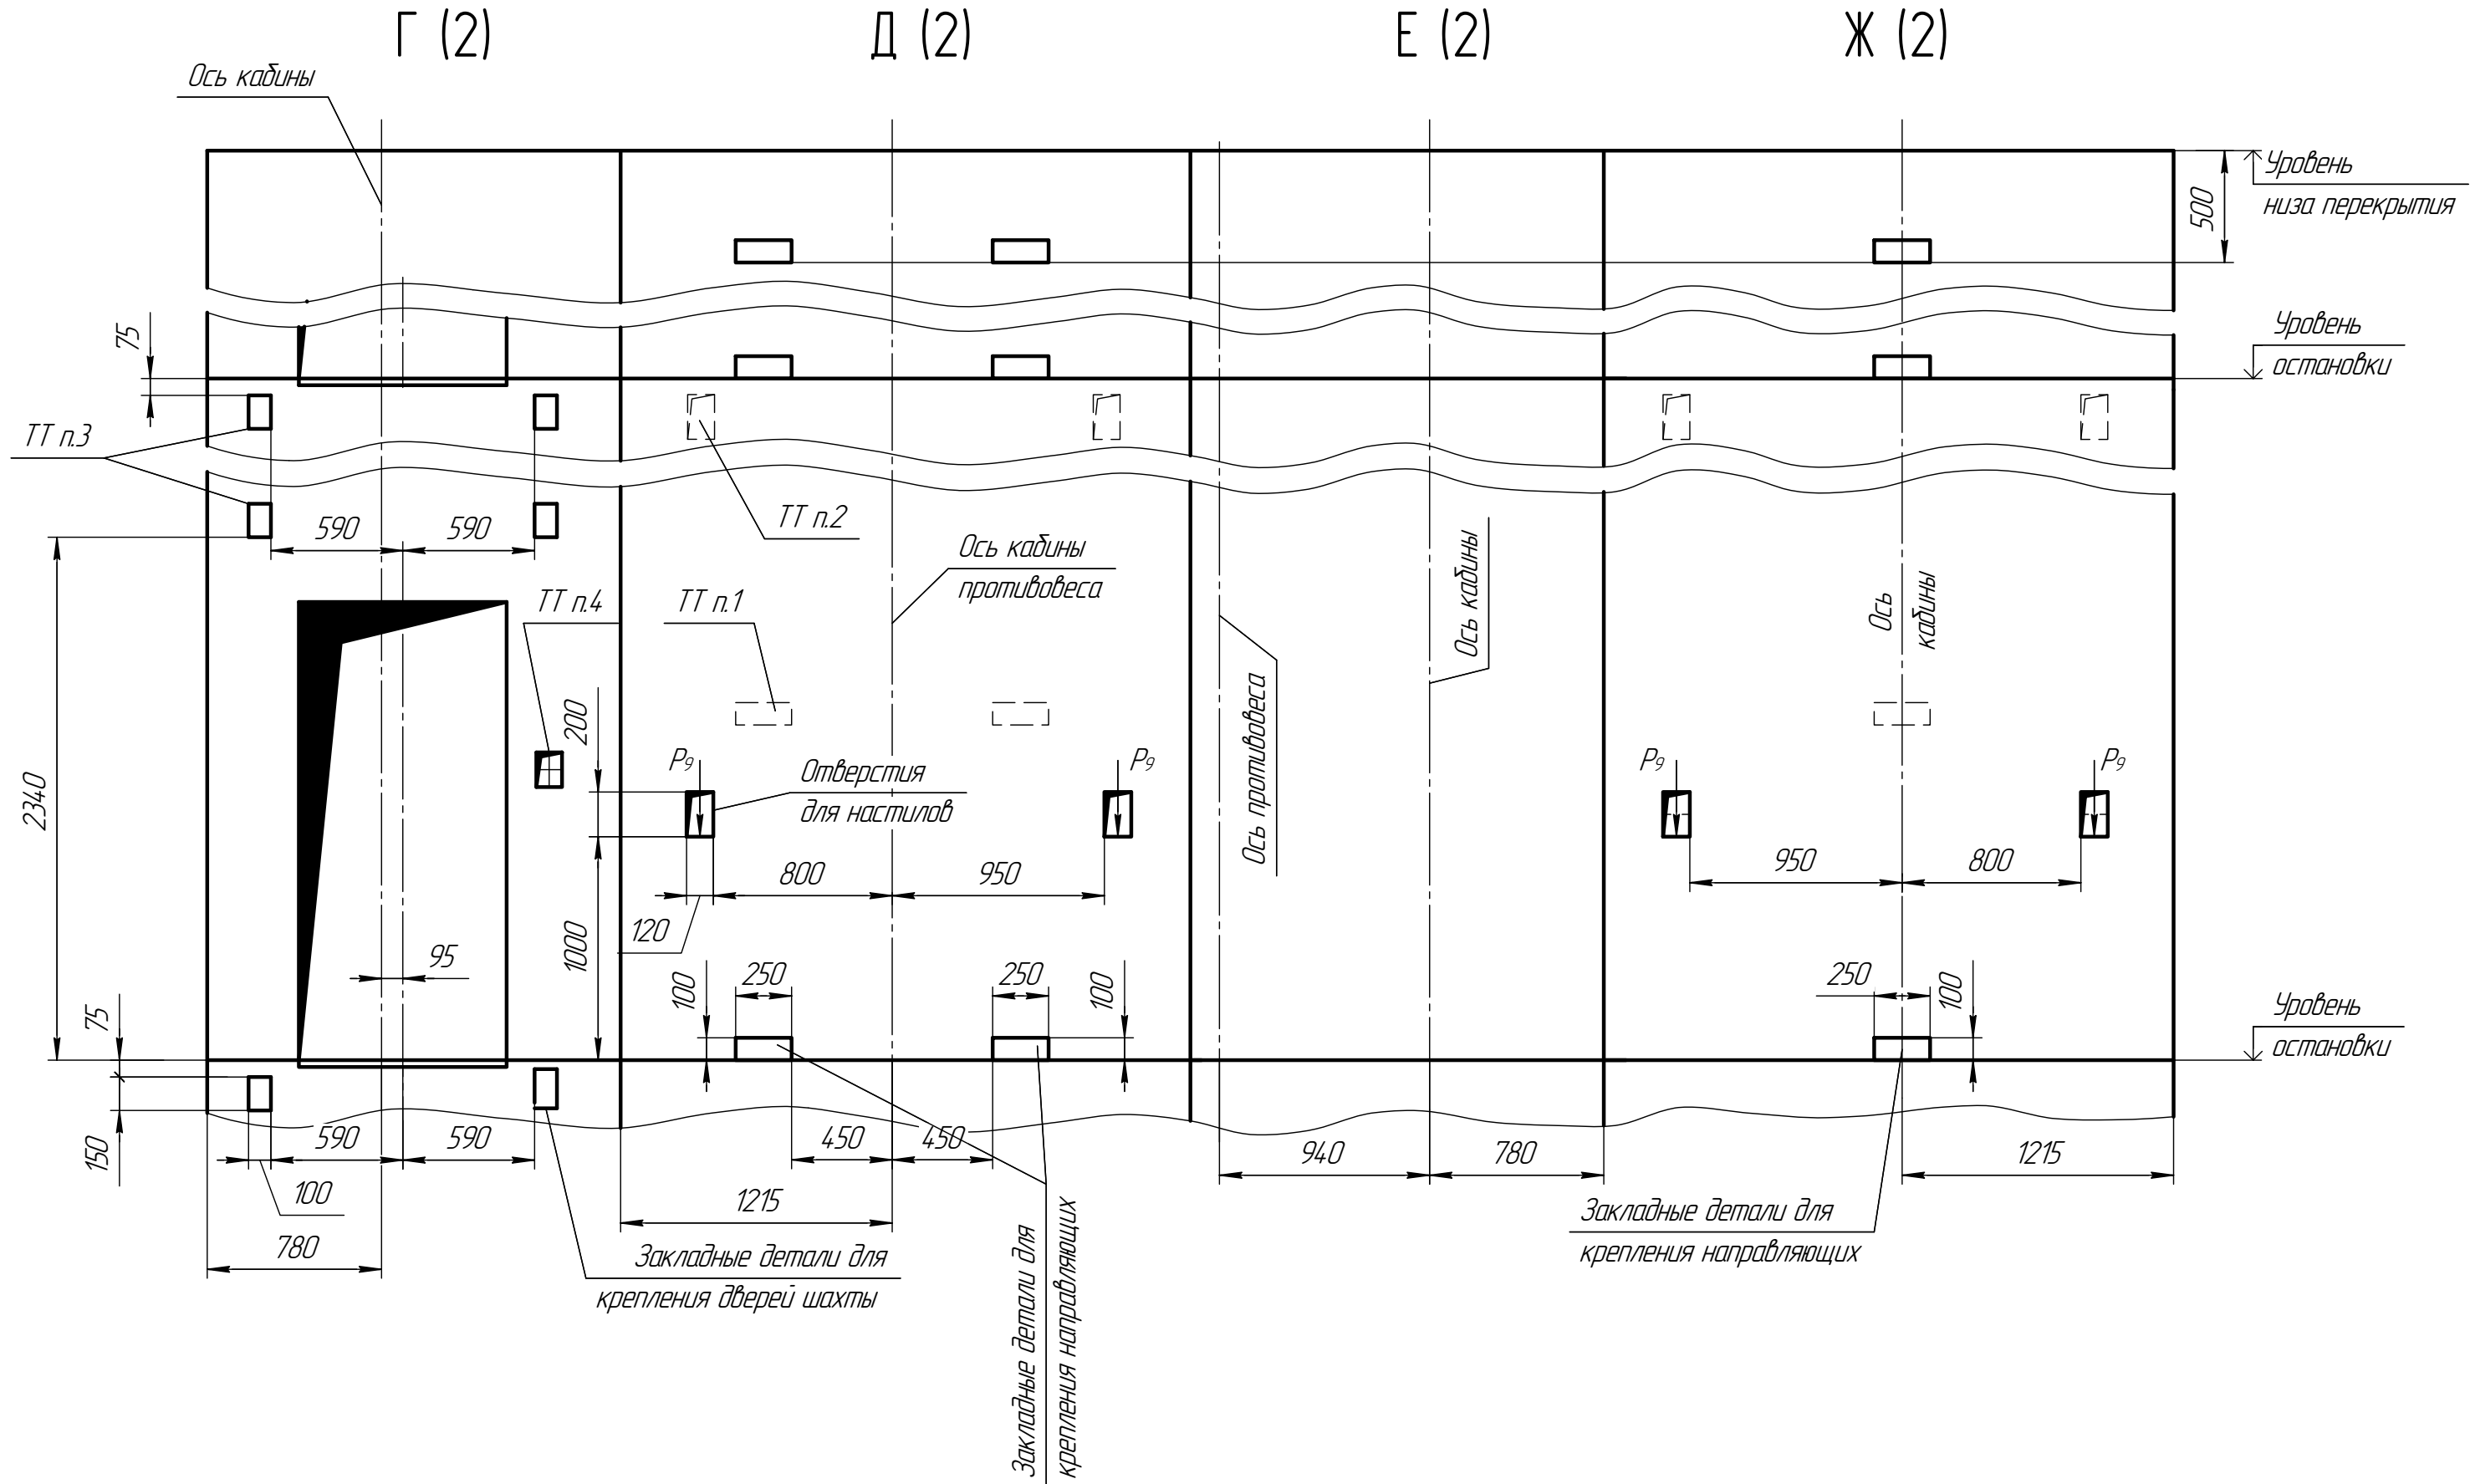 Г (2)
Д (2)
Е (2)
Ж (2)
Ось кабины
Уровень
низа перекрытия
500
75
Уровень
остановки
ТТ п.3
590
590
ТТ п.2
Ось кабины
противовеса
Ось кабины
Ось
кабины
ТТ п.4
ТТ п.1
2340
200
P₉
Отверстия
для настилов
P₉
Ось противовеса
P₉
P₉
800
950
950
800
120
1000
95
100
250
250
100
250
100
75
Уровень
остановки
150
590
590
450
450
940
780
1215
100
1215
780
Закладные детали для
крепления дверей шахты
Закладные детали для
крепления направляющих
Закладные детали для
крепления направляющих